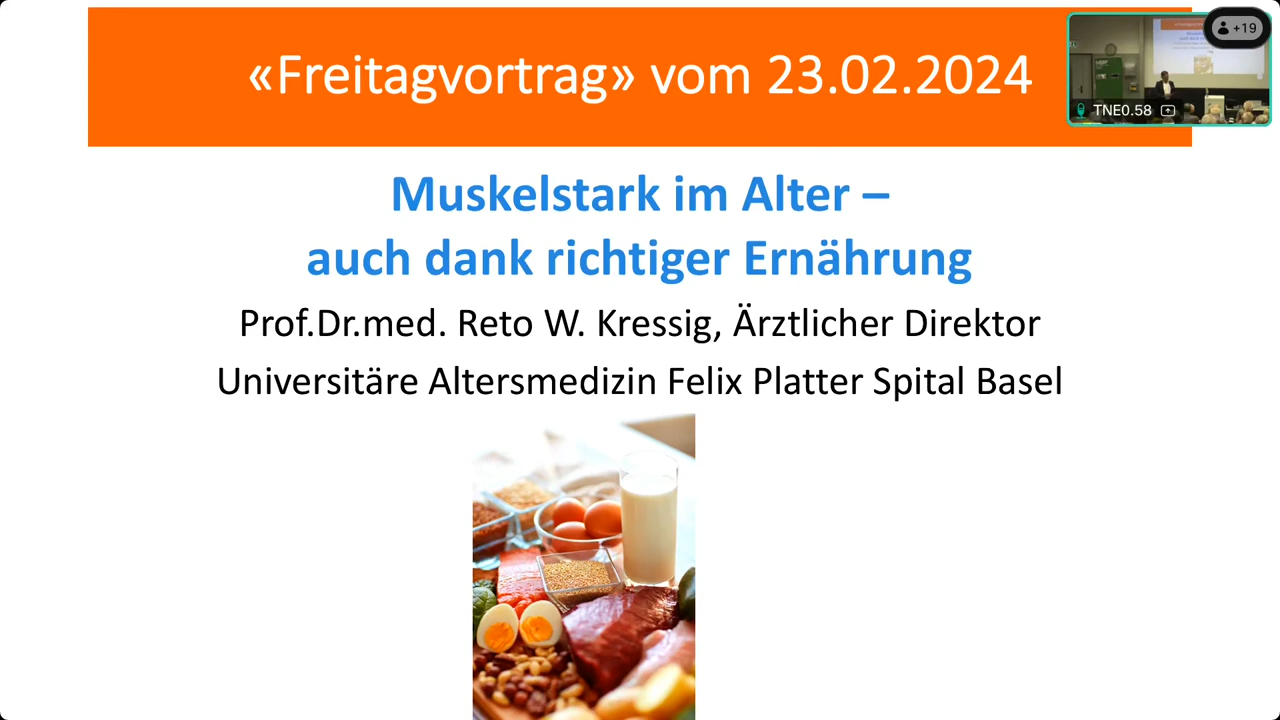 «Freitagvortrag» vom 23.02.2024
+19
TNE0.58
Muskelstark im Alter –
auch dank richtiger Ernährung
Prof.Dr.med. Reto W. Kressig, Ärztlicher Direktor
Universitäre Altersmedizin Felix Platter Spital Basel